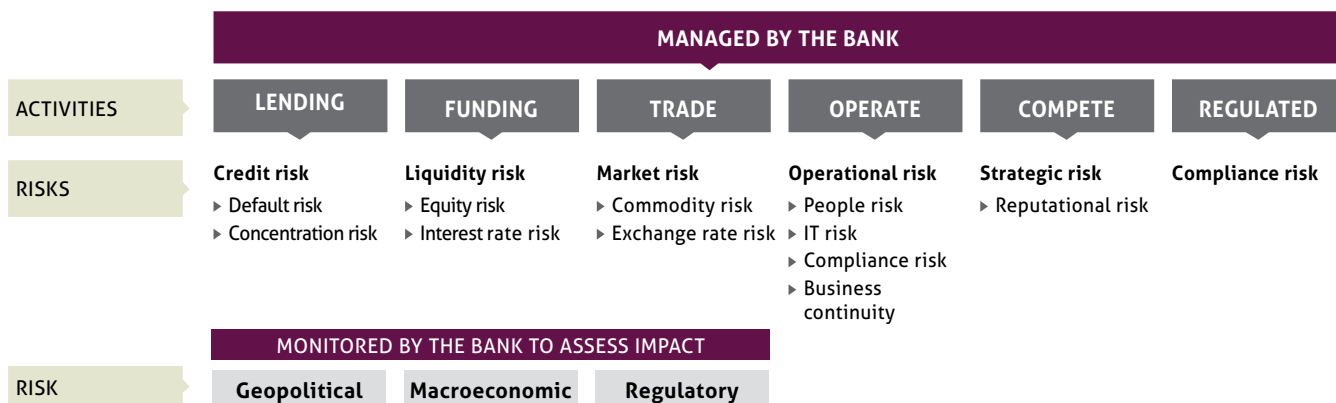 MANAGED BY THE BANK
ACTIVITIES
LENDING
FUNDING
TRADE
OPERATE
COMPETE
REGULATED
RISKS
Credit risk
Default risk
Concentration risk
Liquidity risk
Equity risk
Interest rate risk
Market risk
Commodity risk
Exchange rate risk
Operational risk
People risk
IT risk
Compliance risk
Business
continuity
Strategic risk
Reputational risk
Compliance risk
MONITORED BY THE BANK TO ASSESS IMPACT
RISK
Geopolitical
Macroeconomic
Regulatory